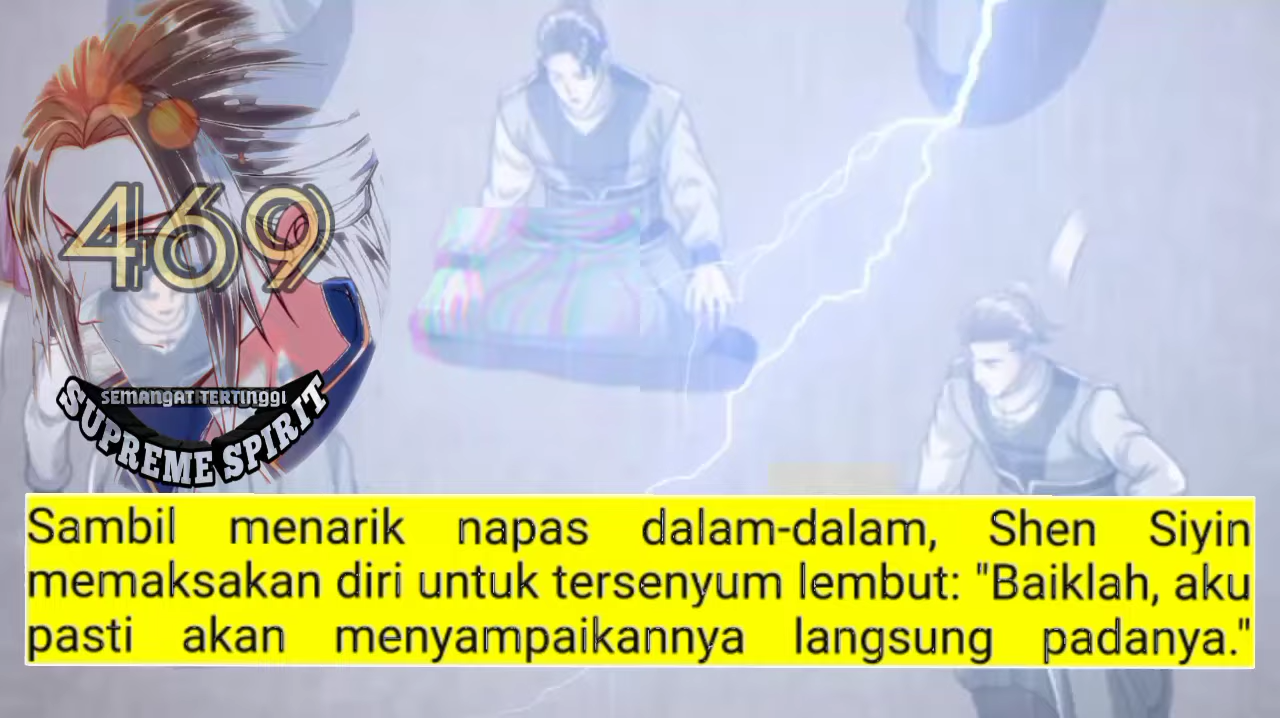 469
SEMANGAT TERTINGGI
SUPREME SPIRIT
Sambil menarik napas dalam-dalam, Shen Siyin
memaksakan diri untuk tersenyum lembut: "Baiklah, aku
pasti akan menyampaikannya langsung padanya."